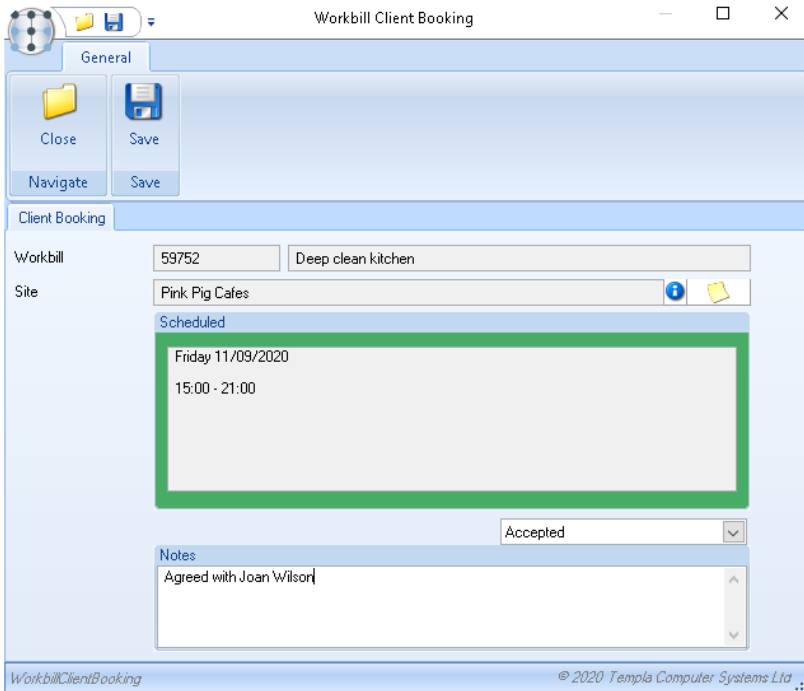 Workbill Client Booking
General
Close
Save
Navigate
Save
Client Booking
Workbill
59752
Deep clean kitchen
Site
Pink Pig Cafes
Scheduled
Friday 11/09/2020
15:00 - 21:00
Accepted
Notes
Agreed with Joan Wilson
WorkbillClientBooking
© 2020 Templa Computer Systems Ltd